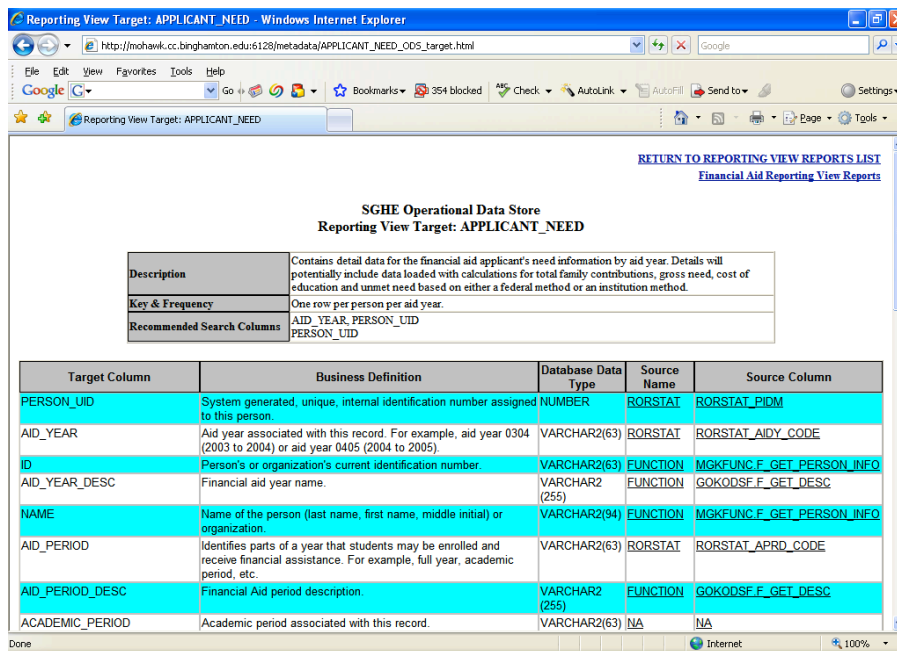 Reporting View Target: APPLICANT_NEED - Windows Internet Explorer
http://mohawk.cc.binghamton.edu:6128/metadata/APPLICANT_NEED_ODS_target.html
Google
File Edit View Favorites Tools Help
Google G Go Bookmarks 354 blocked ABC Check AutoLink AutoFill Send to Settings
Reporting View Target: APPLICANT_NEED
Page Tools
RETURN TO REPORTING VIEW REPORTS LIST
Financial Aid Reporting View Reports
SGHE Operational Data Store
Reporting View Target: APPLICANT_NEED
Description
Contains detail data for the financial aid applicant's need information by aid year. Details will
potentially include data loaded with calculations for total family contributions, gross need, cost of
education and unmet need based on either a federal method or an institution method.
Key & Frequency One row per person per aid year.
Recommended Search Columns
AID_YEAR, PERSON_UID
PERSON_UID
Target Column Business Definition Database Data Type Source Name Source Column
PERSON_UID System generated, unique, internal identification number assigned NUMBER RORSTAT RORSTAT_PIDM
to this person.
AID_YEAR Aid year associated with this record. For example, aid year 0304 VARCHAR2(63) RORSTAT RORSTAT_AIDY_CODE
(2003 to 2004) or aid year 0405 (2004 to 2005).
ID Person's or organization's current identification number. VARCHAR2(63) FUNCTION MGKFUNC.F_GET_PERSON_INFO
AID_YEAR_DESC Financial aid year name. VARCHAR2 FUNCTION GOKODSF.F_GET_DESC
(255)
NAME Name of the person (last name, first name, middle initial) or VARCHAR2(94) FUNCTION MGKFUNC.F_GET_PERSON_INFO
organization.
AID_PERIOD Identifies parts of a year that students may be enrolled and VARCHAR2(63) RORSTAT RORSTAT_APRD_CODE
receive financial assistance. For example, full year, academic
period, etc.
AID_PERIOD_DESC Financial Aid period description. VARCHAR2 FUNCTION GOKODSF.F_GET_DESC
(255)
ACADEMIC_PERIOD Academic period associated with this record. VARCHAR2(63) NA NA
Done Internet 100%